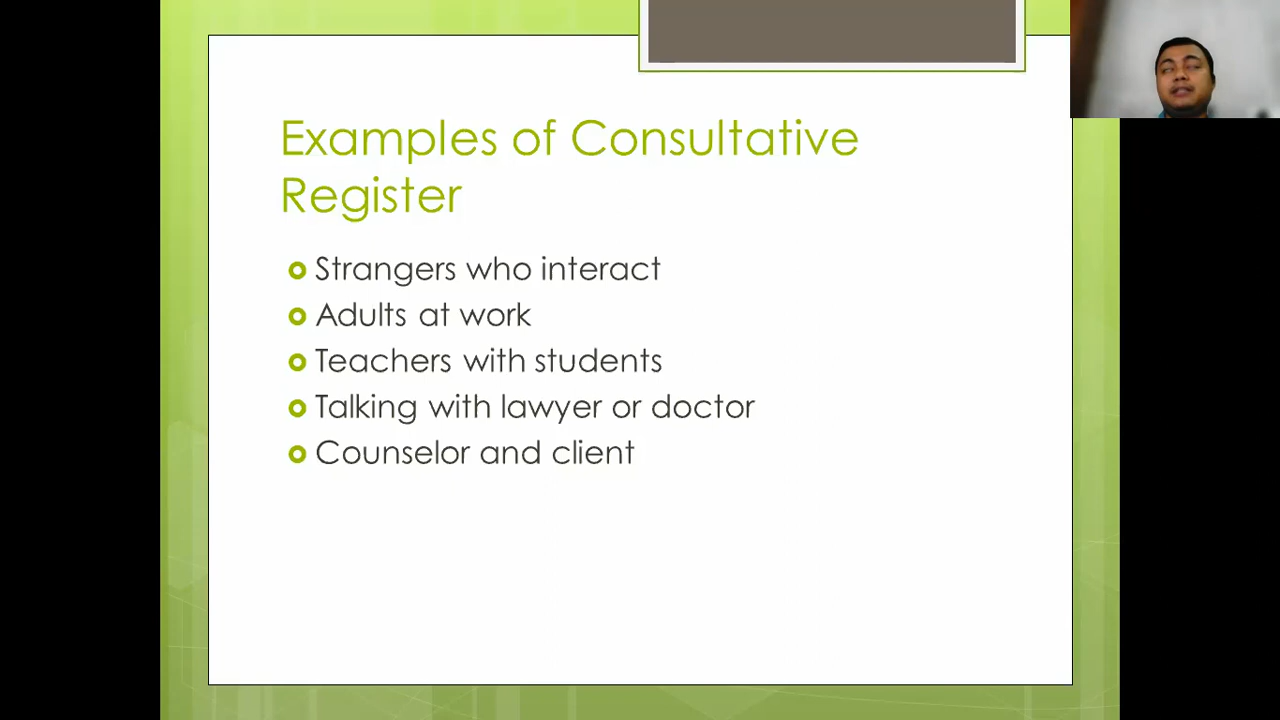 Examples of Consultative
Register
Strangers who interact
Adults at work
Teachers with students
Talking with lawyer or doctor
Counselor and client